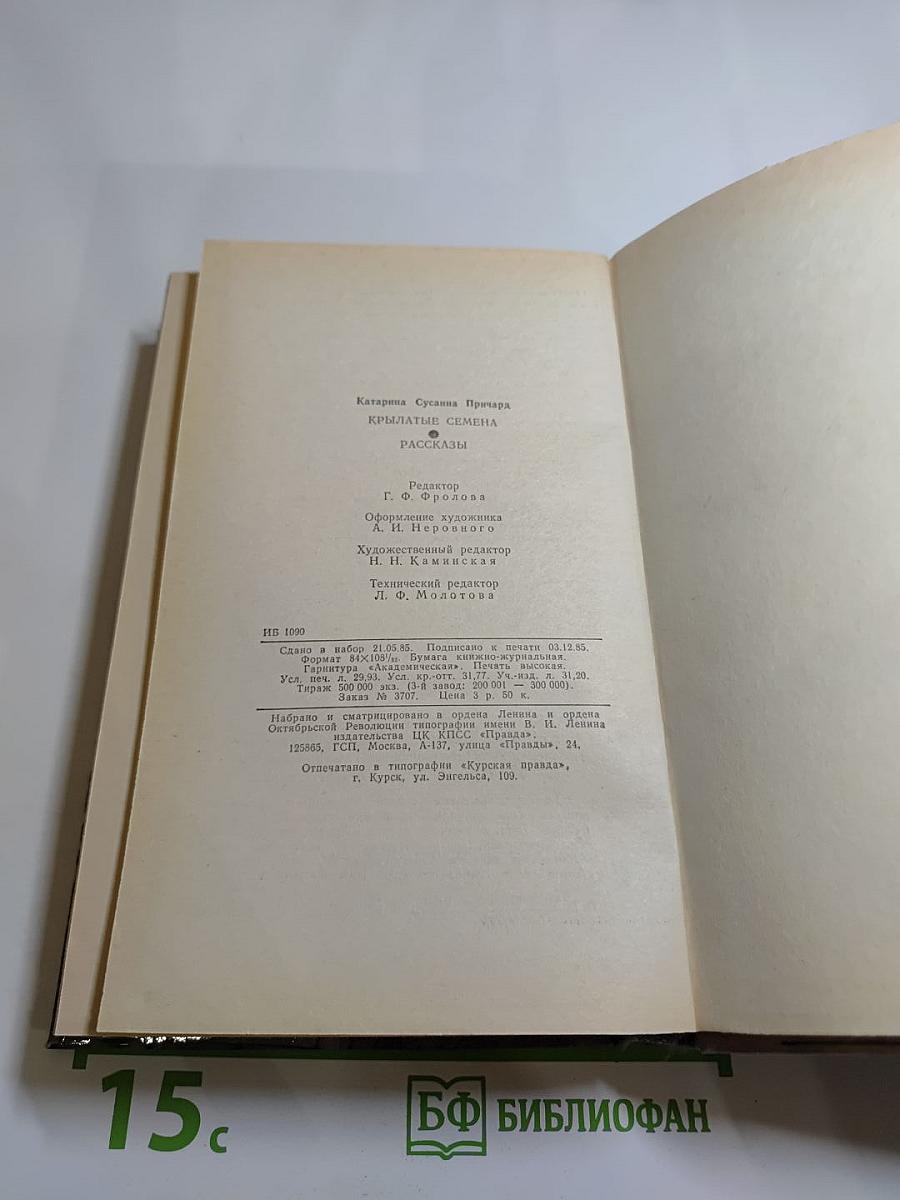 Катарина Сусанна Причард
КРЫЛАТЫЕ СЕМЕНА
РАССКАЗЫ
Редактор
Г. Ф. Фролова
Оформление художника
А. И. Неровного
Художественный редактор
Н. Н. Каминская
Технический редактор
Л. Ф. Молотова
ИБ 1090
Сдано в набор 21.05.85. Подписано к печати 03.12.85.
Формат 84×108¹/₃₂. Бумага книжно-журнальная.
Гарнитура «Академическая». Печать высокая.
Усл. печ. л. 29,93. Усл. кр.-отт. 31,77. Уч.-изд. л. 31,20.
Тираж 500 000 экз. (3-й завод: 200 001 — 300 000).
Заказ № 3707. Цена 3 р. 50 к.
Набрано и сматрицировано в ордена Ленина и ордена
Октябрьской Революции типографии имени В. И. Ленина
издательства ЦК КПСС «Правда».
125865, ГСП, Москва, А-137, улица «Правды», 24.
Отпечатано в типографии «Курская правда»,
г. Курск, ул. Энгельса, 109.
15 с
БФ БИБЛИОФАН